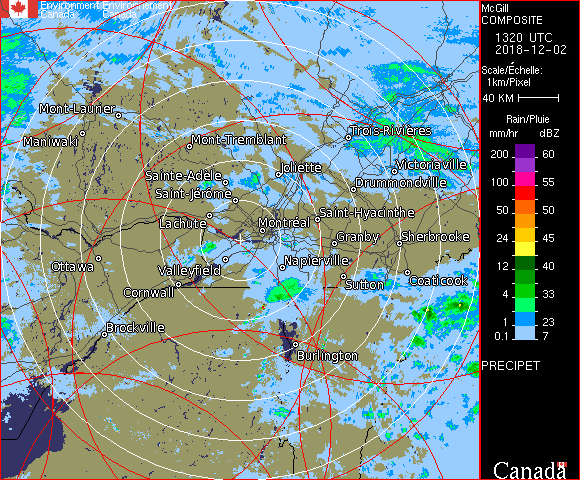 Environment Environnement
Canada Canada
McGill
COMPOSITE
1320 UTC
2018-12-02
Scale/Échelle:
1km/Pixel
40 KM
Rain/Pluie
mm/hr dBZ
200 60
100 55
50 50
24 45
12 40
4 33
1 23
0.1 7
PRECIPET
Canada
Mont-Laurier
Maniwaki
Mont-Tremblant
Trois-Rivières
Joliette
Victoriaville
Sainte-Adèle
Drummondville
Saint-Jérôme
Lachute
Montréal
Saint-Hyacinthe
Granby
Sherbrooke
Ottawa
Valleyfield
Napierville
Cornwall
Sutton
Coaticook
Brockville
Burlington